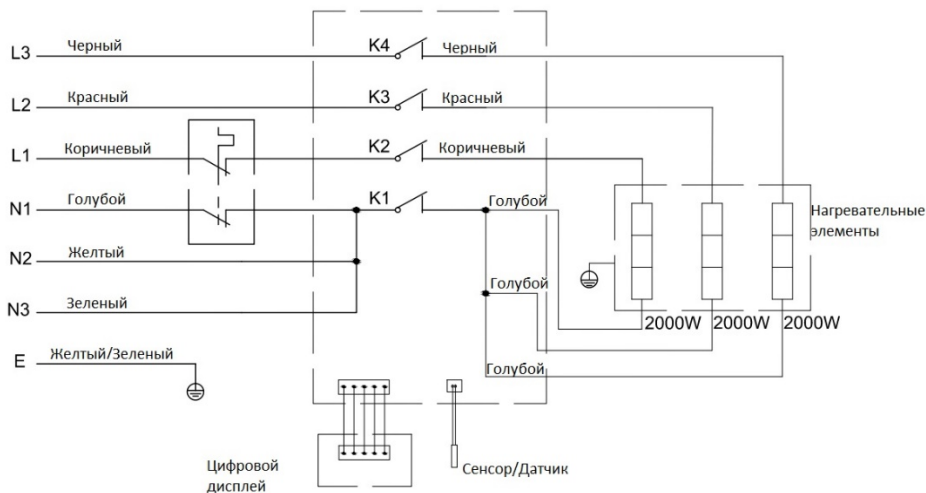 L3 Черный K4 Черный
L2 Красный K3 Красный
L1 Коричневый K2 Коричневый
N1 Голубой K1 Голубой
Нагревательные
элементы
N2 Желтый
Голубой
N3 Зеленый
2000W 2000W 2000W
E Желтый/Зеленый
Голубой
Цифровой
дисплей
Сенсор/Датчик